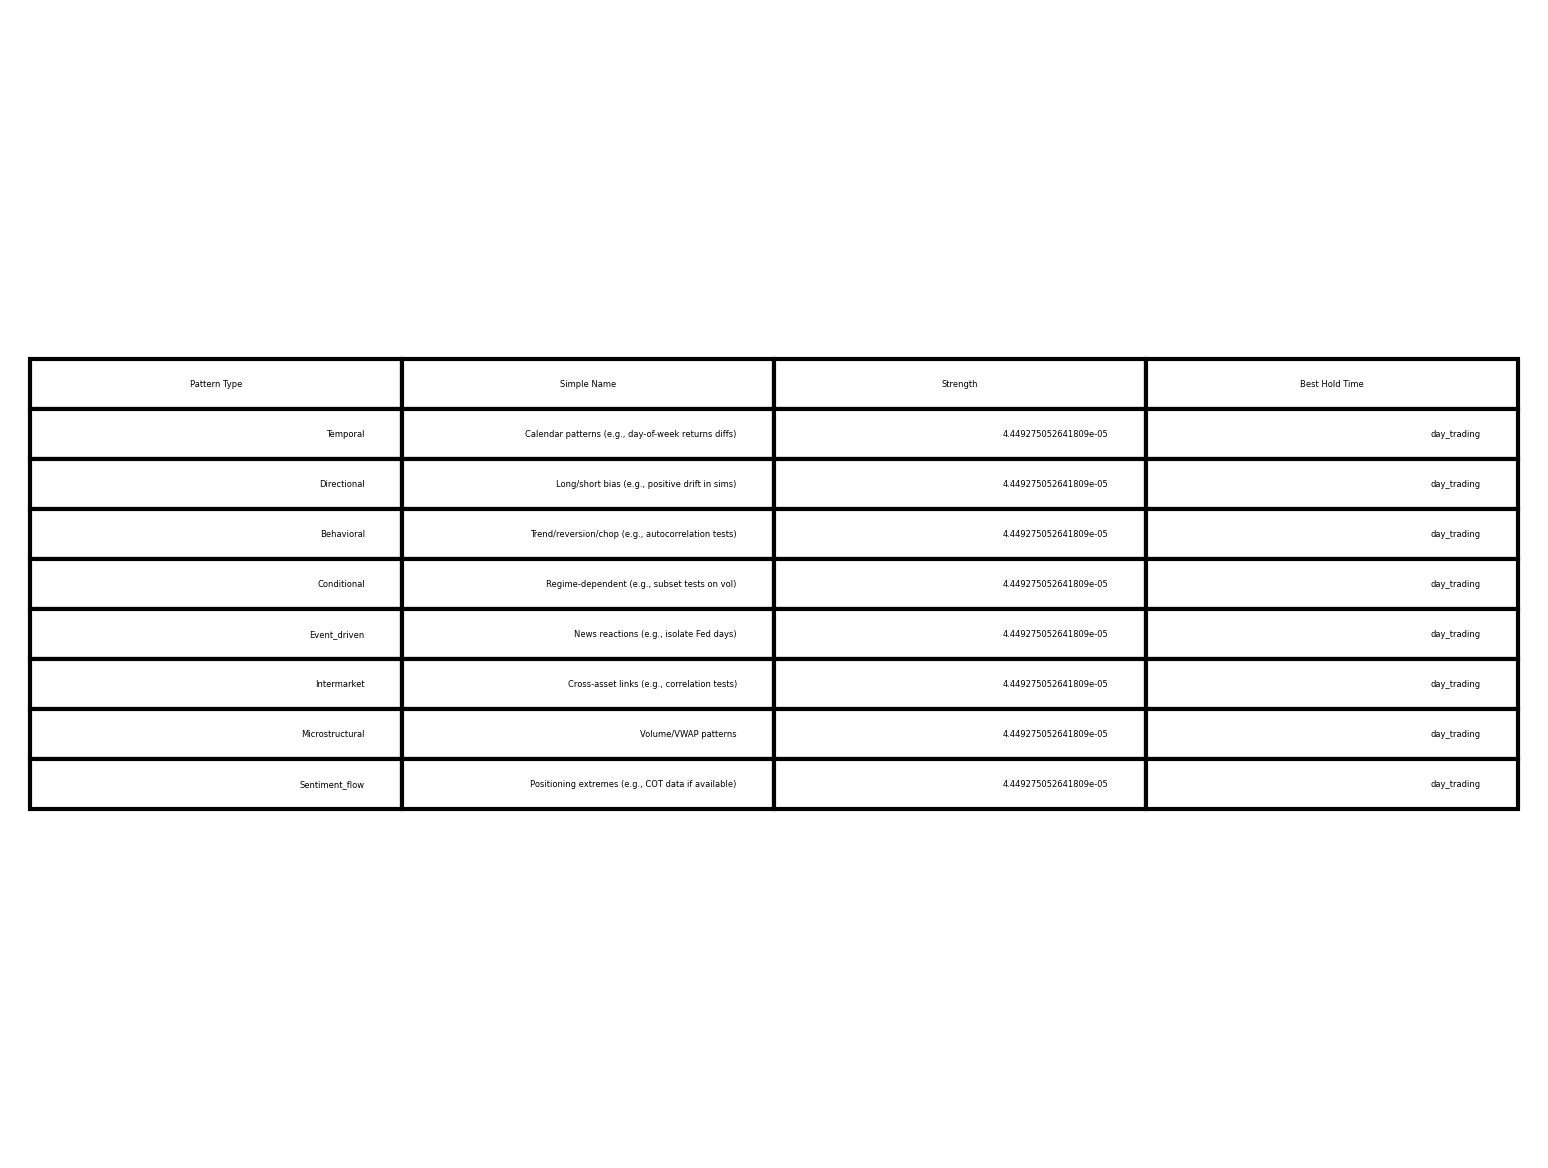 Pattern Type Simple Name Strength Best Hold Time
Temporal Calendar patterns (e.g., day-of-week returns diffs) 4.449275052641809e-05 day_trading
Directional Long/short bias (e.g., positive drift in sims) 4.449275052641809e-05 day_trading
Behavioral Trend/reversion/chop (e.g., autocorrelation tests) 4.449275052641809e-05 day_trading
Conditional Regime-dependent (e.g., subset tests on vol) 4.449275052641809e-05 day_trading
Event_driven News reactions (e.g., isolate Fed days) 4.449275052641809e-05 day_trading
Intermarket Cross-asset links (e.g., correlation tests) 4.449275052641809e-05 day_trading
Microstructural Volume/VWAP patterns 4.449275052641809e-05 day_trading
Sentiment_flow Positioning extremes (e.g., COT data if available) 4.449275052641809e-05 day_trading